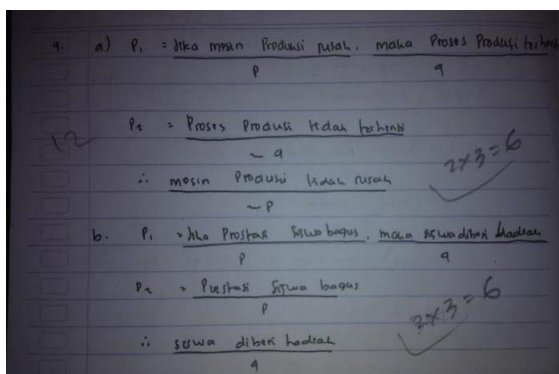 4. a) P₁ = Jika mesin Produksi rusak, maka Proses Produksi terhenti
p q
P₂ = Proses Produksi tidak terhenti
~ q
12
∴ mesin Produksi tidak rusak
~p
2 x 3 = 6
b. P₁ = Jika Prestasi siswa bagus, maka siswa diberi hadiah
p q
P₂ = Prestasi siswa bagus
p
∴ siswa diberi hadiah
q
2 x 3 = 6